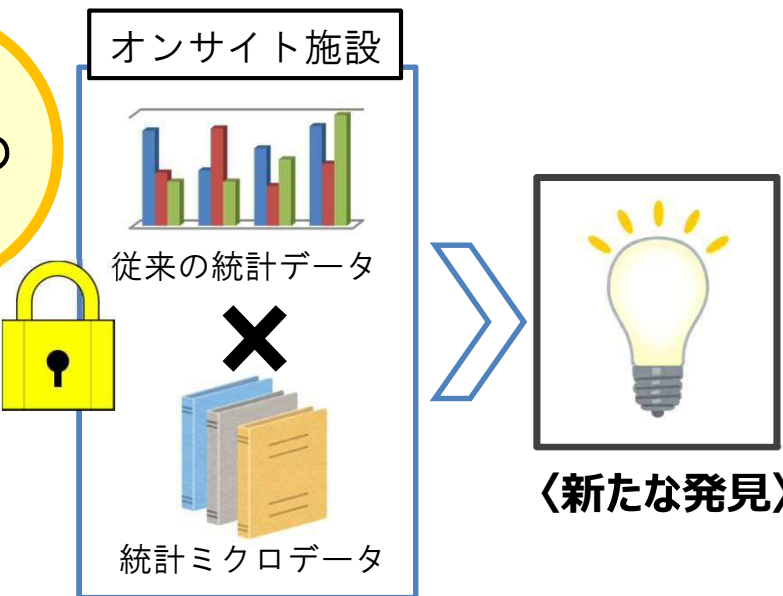 オンサイト施設
の
従来の統計データ
×
統計ミクロデータ
〈新たな発見〉